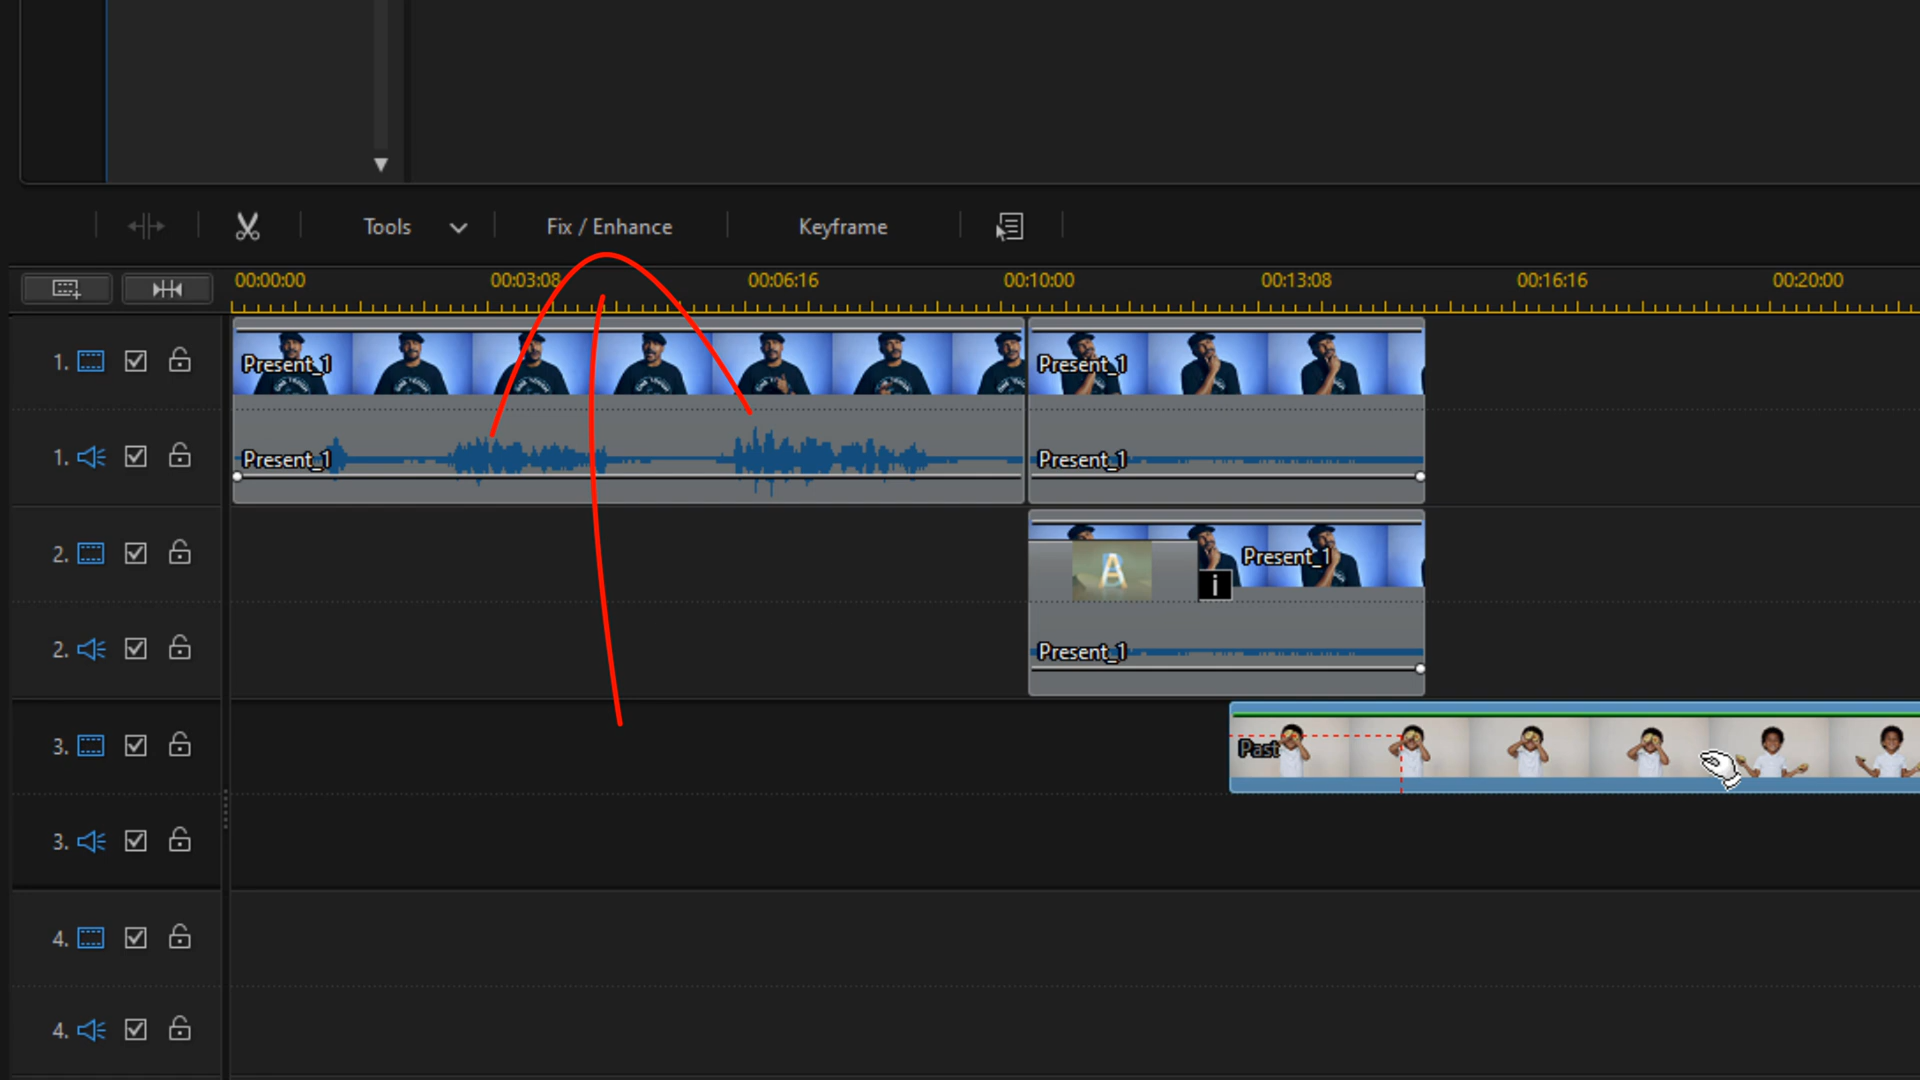 Tools Fix / Enhance Keyframe
00:00:00 00:03:08 00:06:16 00:10:00 00:13:08 00:16:16 00:20:00
1. Present_1 Present_1
1. Present_1 Present_1
2. A i Present_1
2. Present_1
3. Past
3.
4.
4.